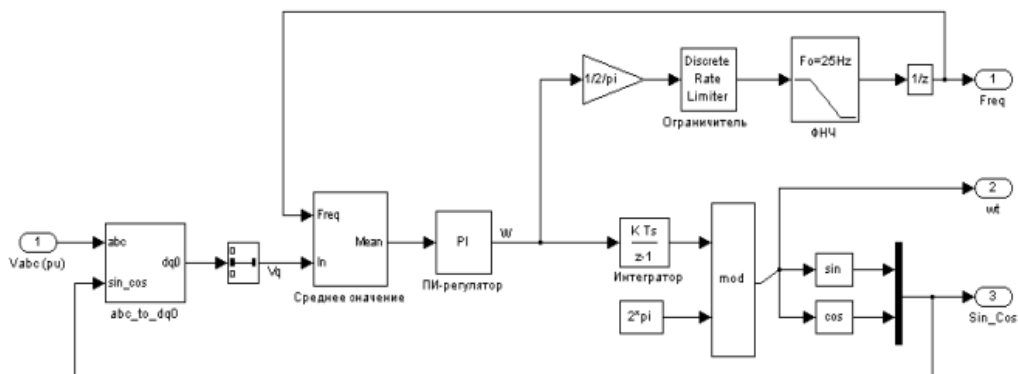 1
Vabc (pu)
abc
sin_cos
dq0
abc_to_dq0
Vq
Freq
In
Mean
Среднее значение
PI
ПИ-регулятор
W
1/2/pi
Discrete
Rate
Limiter
Ограничитель
Fo=25Hz
ФНЧ
1/z
1
Freq
K Ts
z-1
Интегратор
2*pi
mod
sin
cos
2
wt
3
Sin_Cos